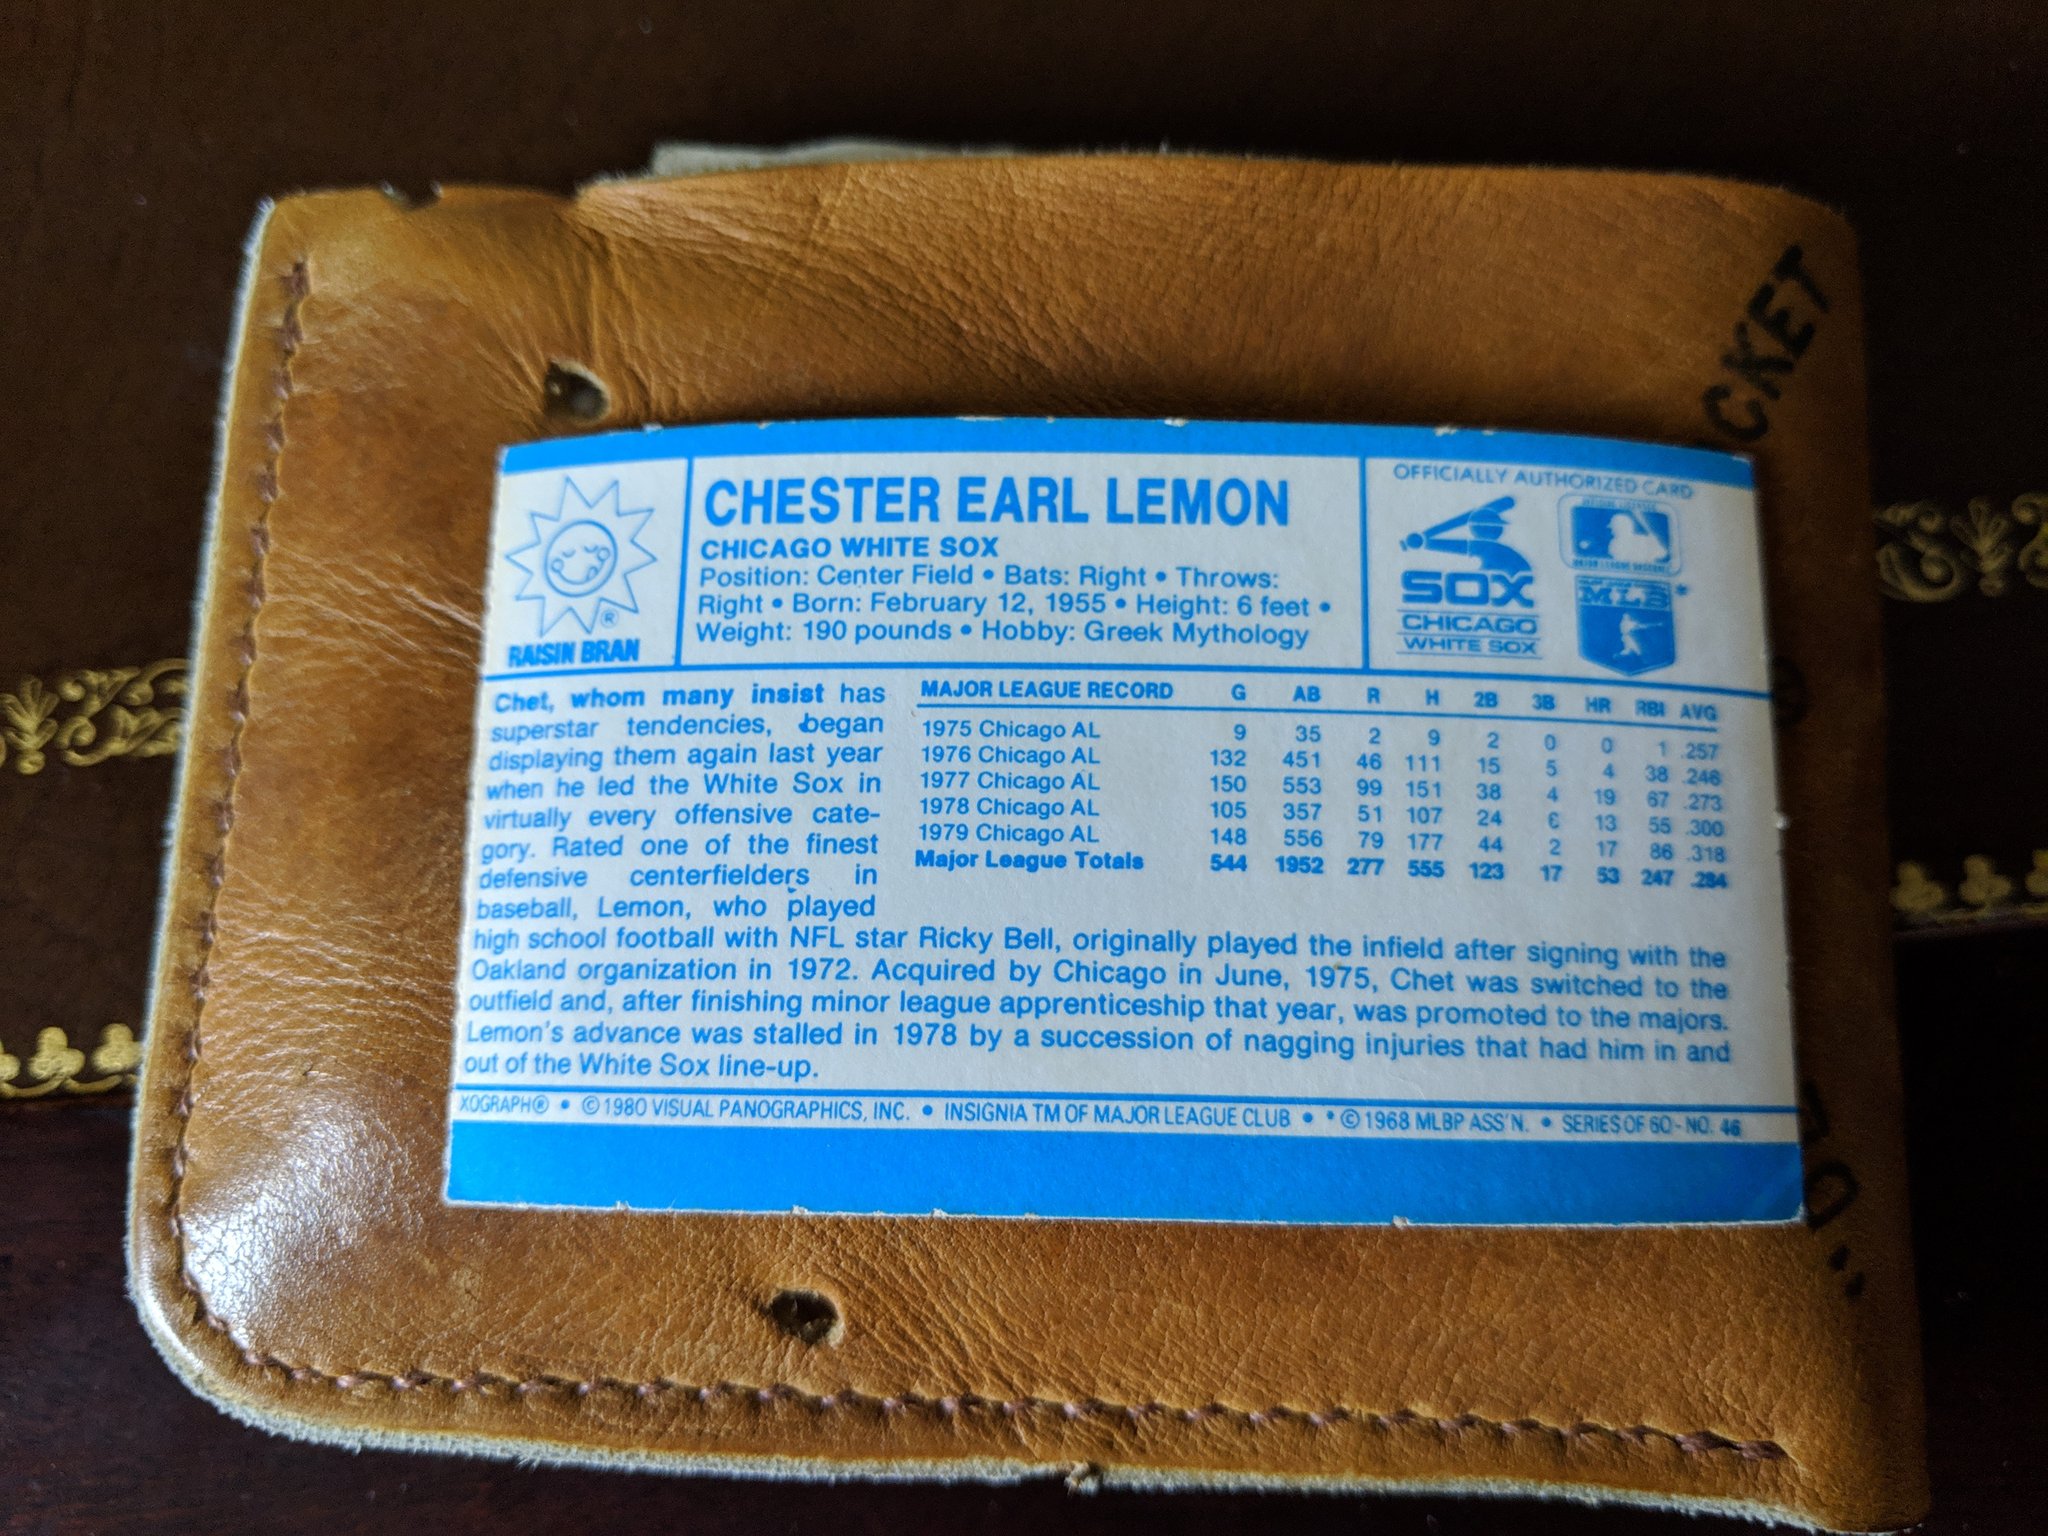 CKET
RAISIN BRAN
CHESTER EARL LEMON
CHICAGO WHITE SOX
Position: Center Field • Bats: Right • Throws:
Right • Born: February 12, 1955 • Height: 6 feet •
Weight: 190 pounds • Hobby: Greek Mythology
OFFICIALLY AUTHORIZED CARD
SOX
CHICAGO
WHITE SOX
MAJOR LEAGUE BASEBALL
MLB*
Chet, whom many insist has
superstar tendencies, began
displaying them again last year
when he led the White Sox in
virtually every offensive cate-
gory. Rated one of the finest
defensive centerfielders in
baseball, Lemon, who played
high school football with NFL star Ricky Bell, originally played the infield after signing with the
Oakland organization in 1972. Acquired by Chicago in June, 1975, Chet was switched to the
outfield and, after finishing minor league apprenticeship that year, was promoted to the majors.
Lemon's advance was stalled in 1978 by a succession of nagging injuries that had him in and
out of the White Sox line-up.
MAJOR LEAGUE RECORD G AB R H 2B 3B HR RBI AVG
1975 Chicago AL 9 35 2 9 2 0 0 1 .257
1976 Chicago AL 132 451 46 111 15 5 4 38 .246
1977 Chicago AL 150 553 99 151 38 4 19 67 .273
1978 Chicago AL 105 357 51 107 24 6 13 55 .300
1979 Chicago AL 148 556 79 177 44 2 17 86 .318
Major League Totals 544 1952 277 555 123 17 53 247 .284
XOGRAPH® • © 1980 VISUAL PANOGRAPHICS, INC. • INSIGNIA TM OF MAJOR LEAGUE CLUB • * © 1968 MLBP ASS'N. • SERIES OF 60 - NO. 46